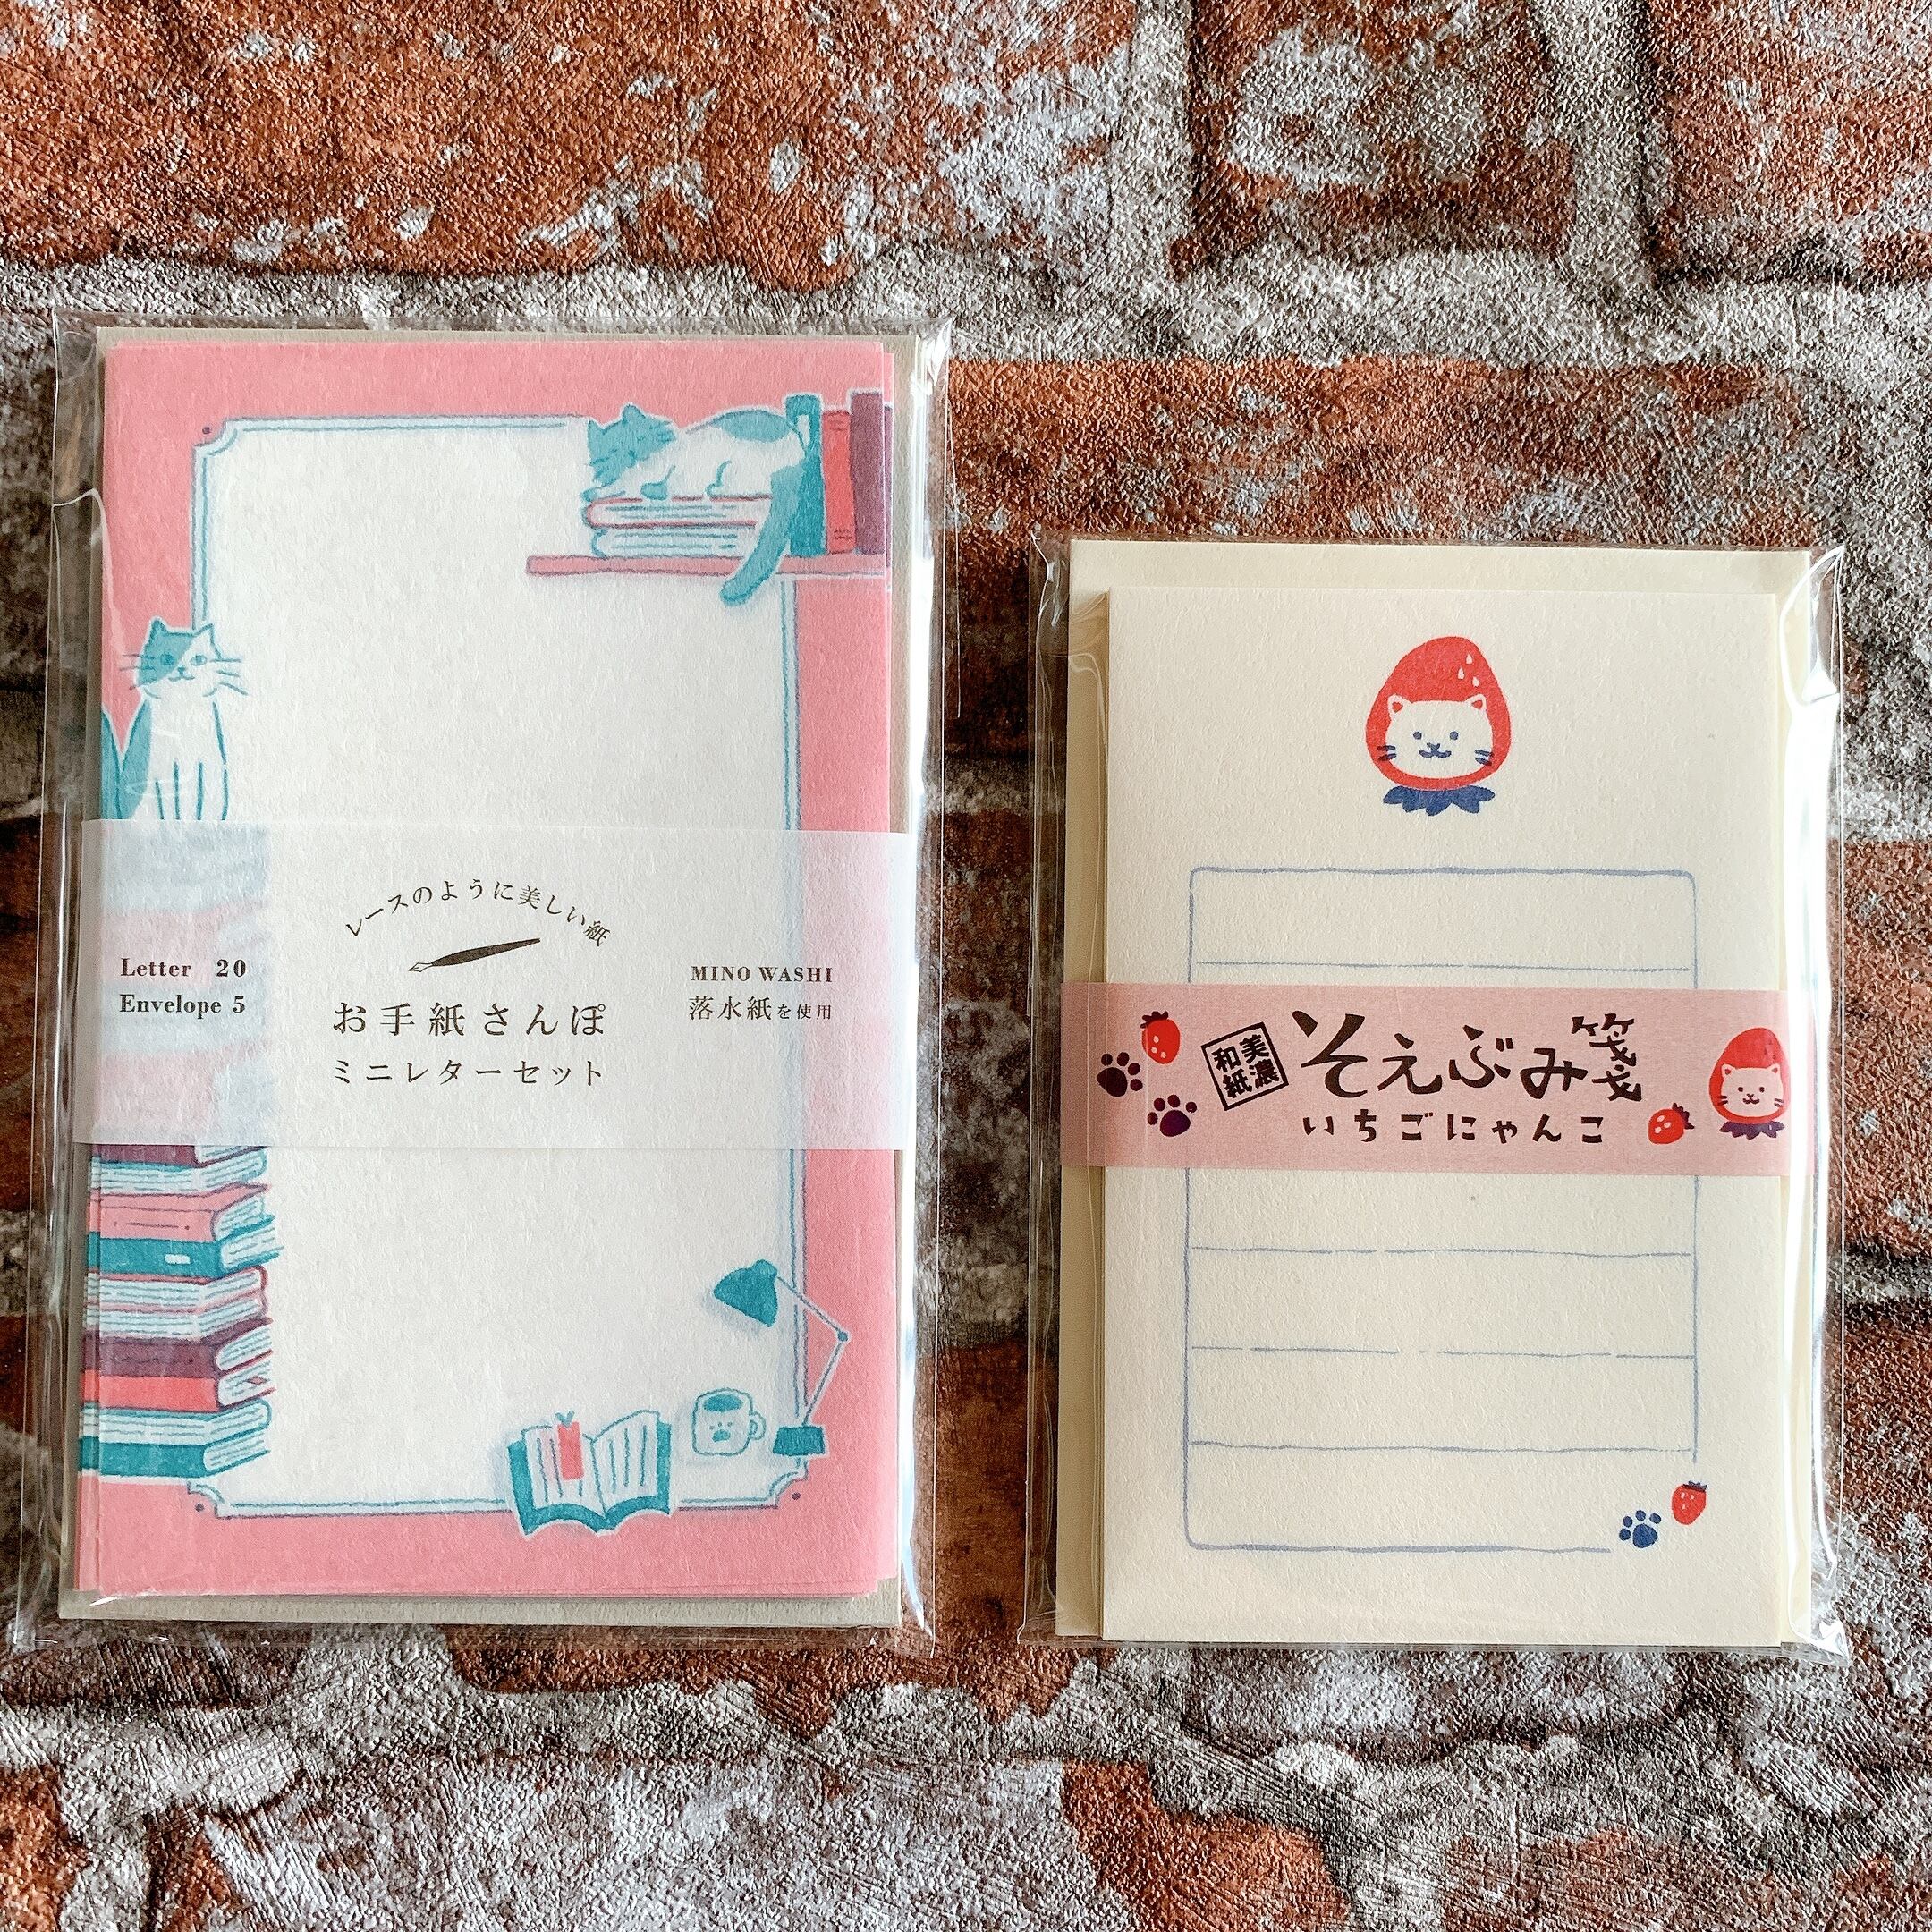 レースのように美しい紙
Letter 20
Envelope 5
お手紙さんぽ
ミニレターセット
MINO WASHI
落水紙を使用
美濃
和紙
そえぶみ箋
いちごにゃんこ